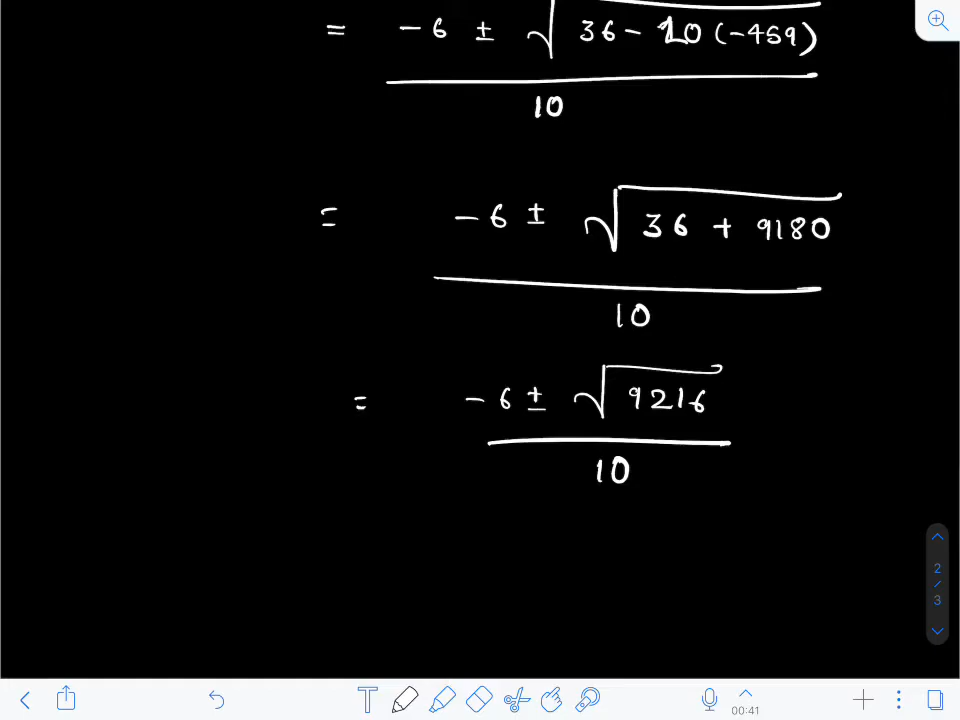 = -6 ± √36 - 20 (-459)
10
= -6 ± √36 + 9180
10
= -6 ± √9216
10
2
/
3
T
00:41